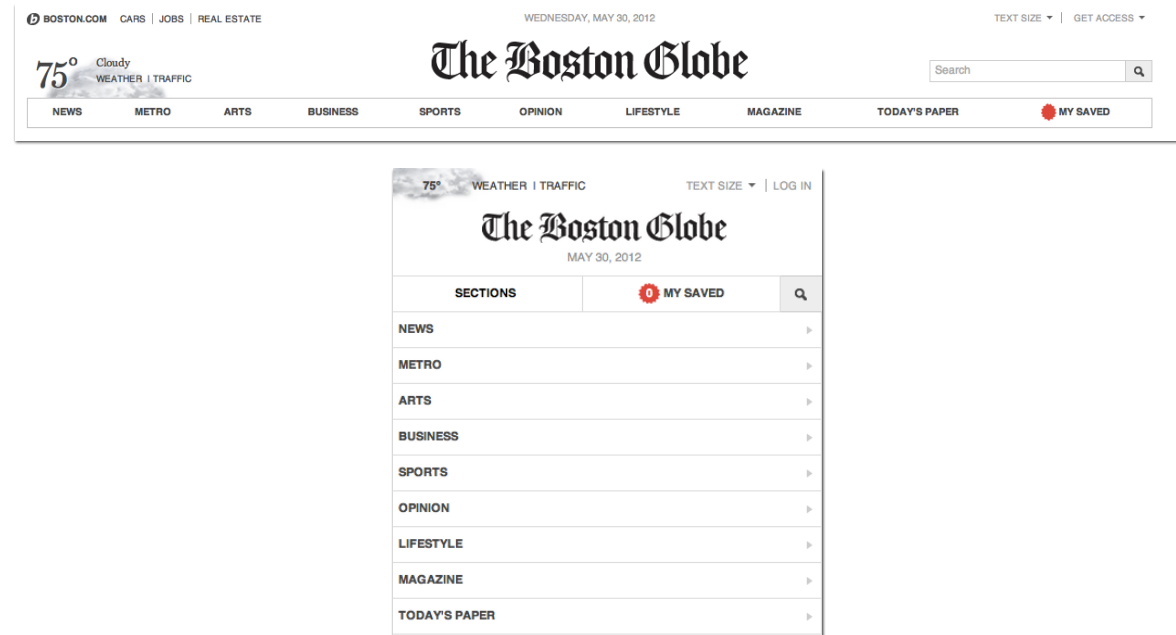 BOSTON.COM CARS JOBS REAL ESTATE WEDNESDAY, MAY 30, 2012 TEXT SIZE GET ACCESS
75° Cloudy
WEATHER | TRAFFIC
The Boston Globe
Search
NEWS METRO ARTS BUSINESS SPORTS OPINION LIFESTYLE MAGAZINE TODAY'S PAPER MY SAVED
75° WEATHER | TRAFFIC TEXT SIZE LOG IN
The Boston Globe
MAY 30, 2012
SECTIONS 0 MY SAVED
NEWS
METRO
ARTS
BUSINESS
SPORTS
OPINION
LIFESTYLE
MAGAZINE
TODAY'S PAPER